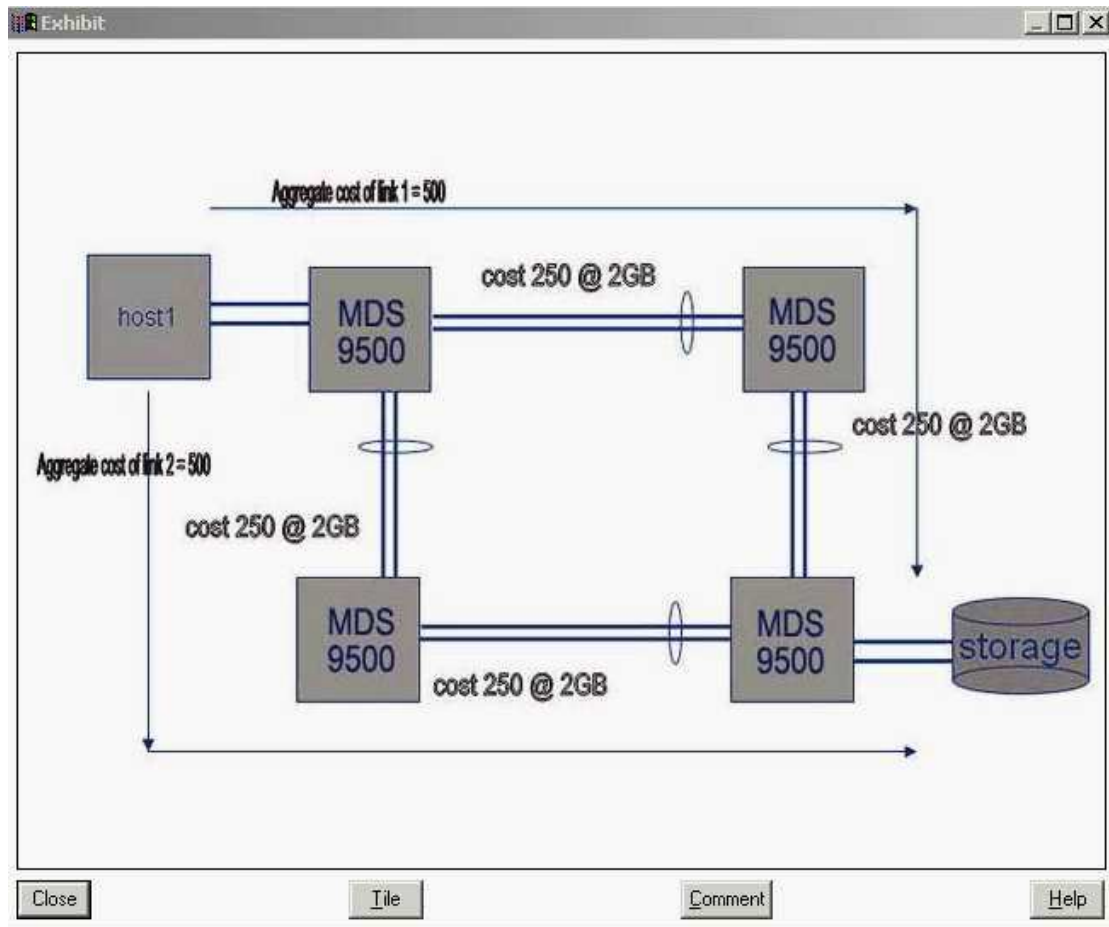 Exhibit
Aggregate cost of link 1 = 500
cost 250 @ 2GB
host1
MDS
9500
MDS
9500
cost 250 @ 2GB
Aggregate cost of link 2 = 500
cost 250 @ 2GB
MDS
9500
MDS
9500
storage
cost 250 @ 2GB
Close
Tile
Comment
Help